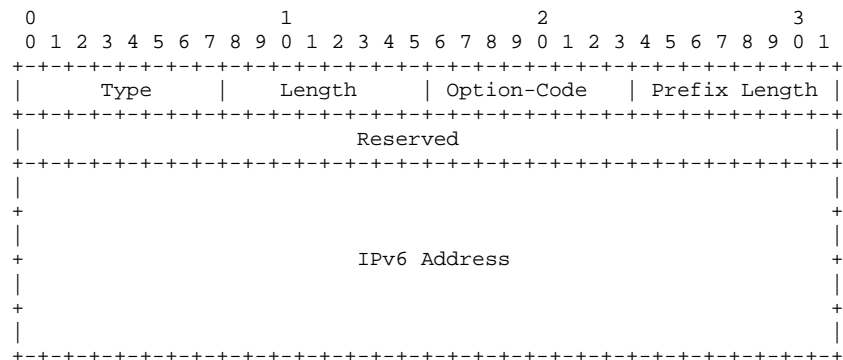 0                   1                   2                   3
 0 1 2 3 4 5 6 7 8 9 0 1 2 3 4 5 6 7 8 9 0 1 2 3 4 5 6 7 8 9 0 1
+-+-+-+-+-+-+-+-+-+-+-+-+-+-+-+-+-+-+-+-+-+-+-+-+-+-+-+-+-+-+-+-+
|      Type     |    Length     | Option-Code   | Prefix Length |
+-+-+-+-+-+-+-+-+-+-+-+-+-+-+-+-+-+-+-+-+-+-+-+-+-+-+-+-+-+-+-+-+
|                          Reserved                             |
+-+-+-+-+-+-+-+-+-+-+-+-+-+-+-+-+-+-+-+-+-+-+-+-+-+-+-+-+-+-+-+-+
|                                                               |
+                                                               +
|                                                               |
+                          IPv6 Address                         +
|                                                               |
+                                                               +
|                                                               |
+-+-+-+-+-+-+-+-+-+-+-+-+-+-+-+-+-+-+-+-+-+-+-+-+-+-+-+-+-+-+-+-+